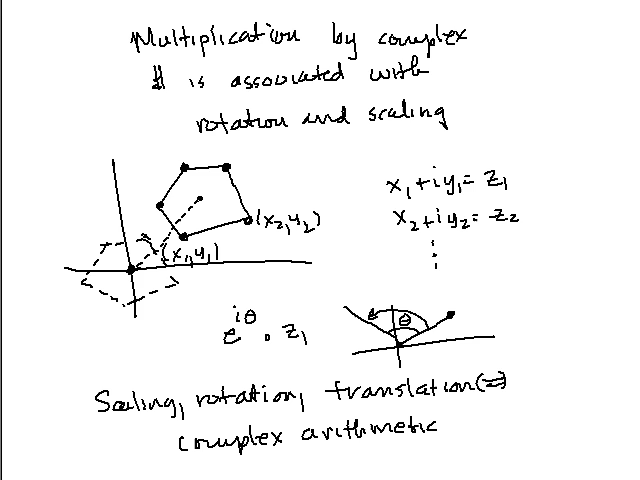 Multiplication by complex
# is associated with
rotation and scaling
x₁+iy₁=z₁
(x₂,y₂)
x₂+iy₂=z₂
⋮
(x₁,y₁)
e^{iθ} · z₁
θ
Scaling, rotation, translation(=)
complex arithmetic